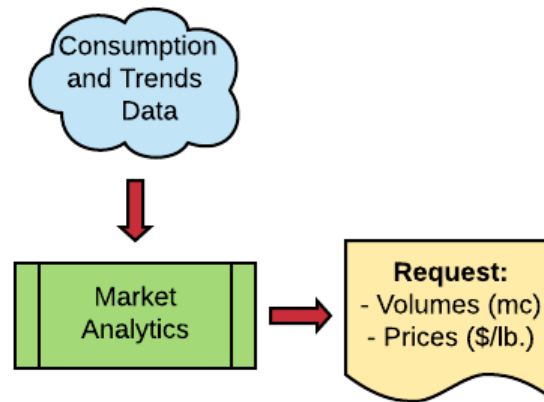 Consumption
and Trends
Data
Market
Analytics
Request:
- Volumes (mc)
- Prices ($/lb.)